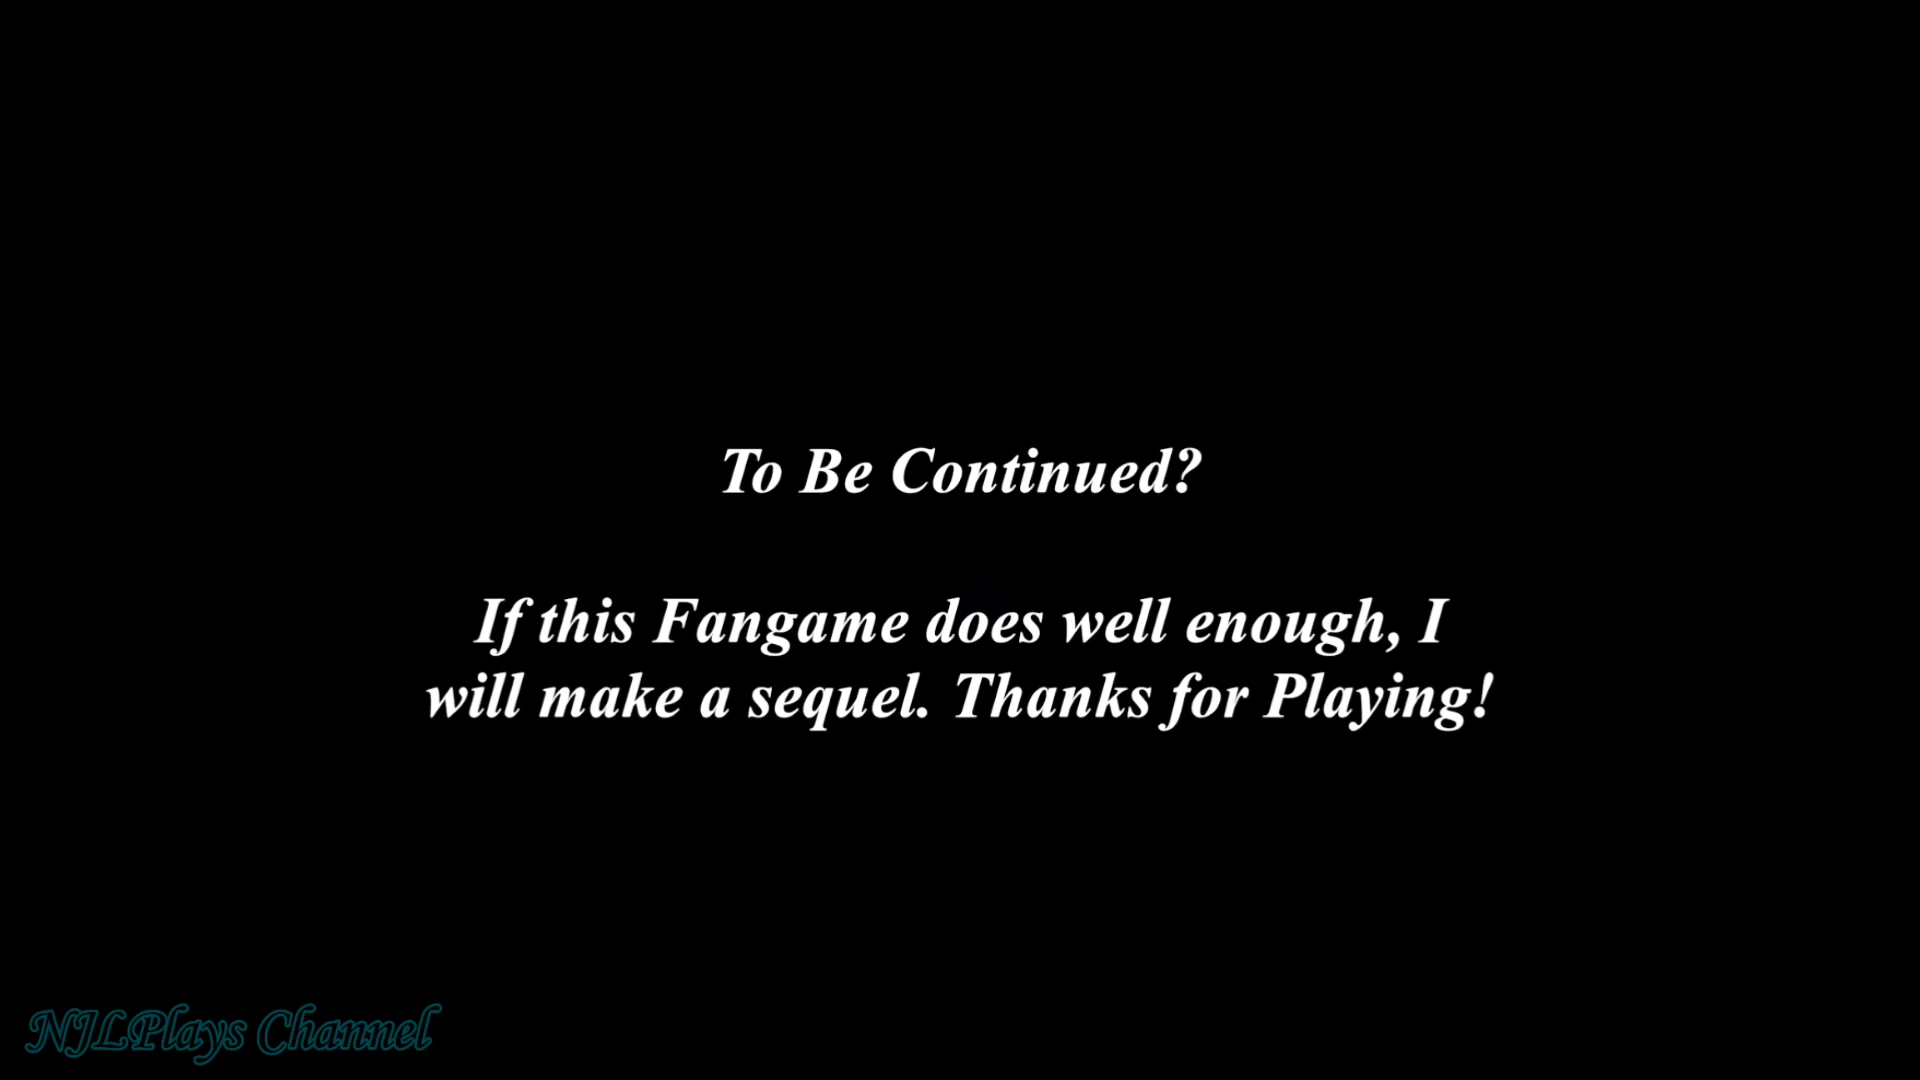 To Be Continued?
If this Fangame does well enough, I
will make a sequel. Thanks for Playing!
NJLPlays Channel